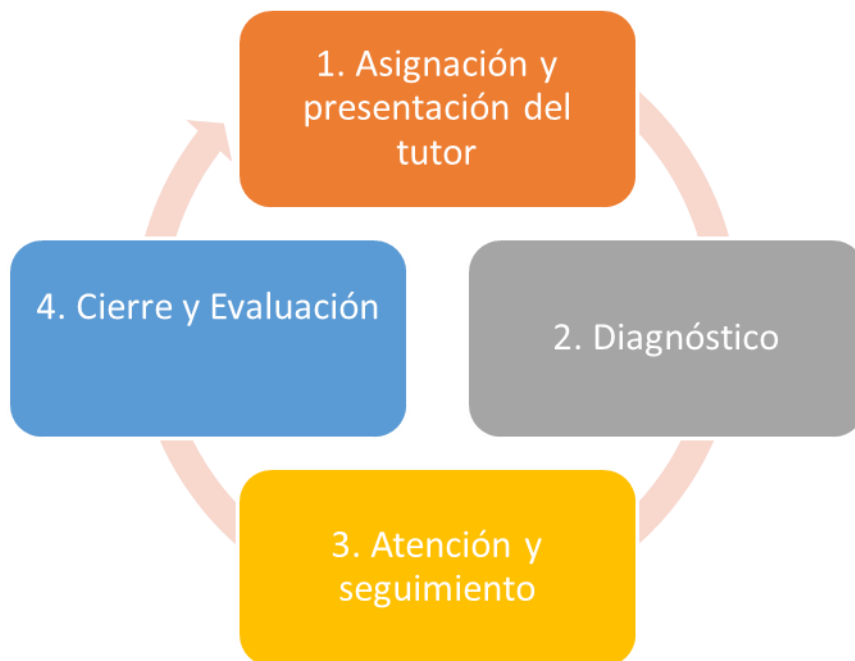 1. Asignación y
presentación del
tutor
2. Diagnóstico
3. Atención y
seguimiento
4. Cierre y Evaluación